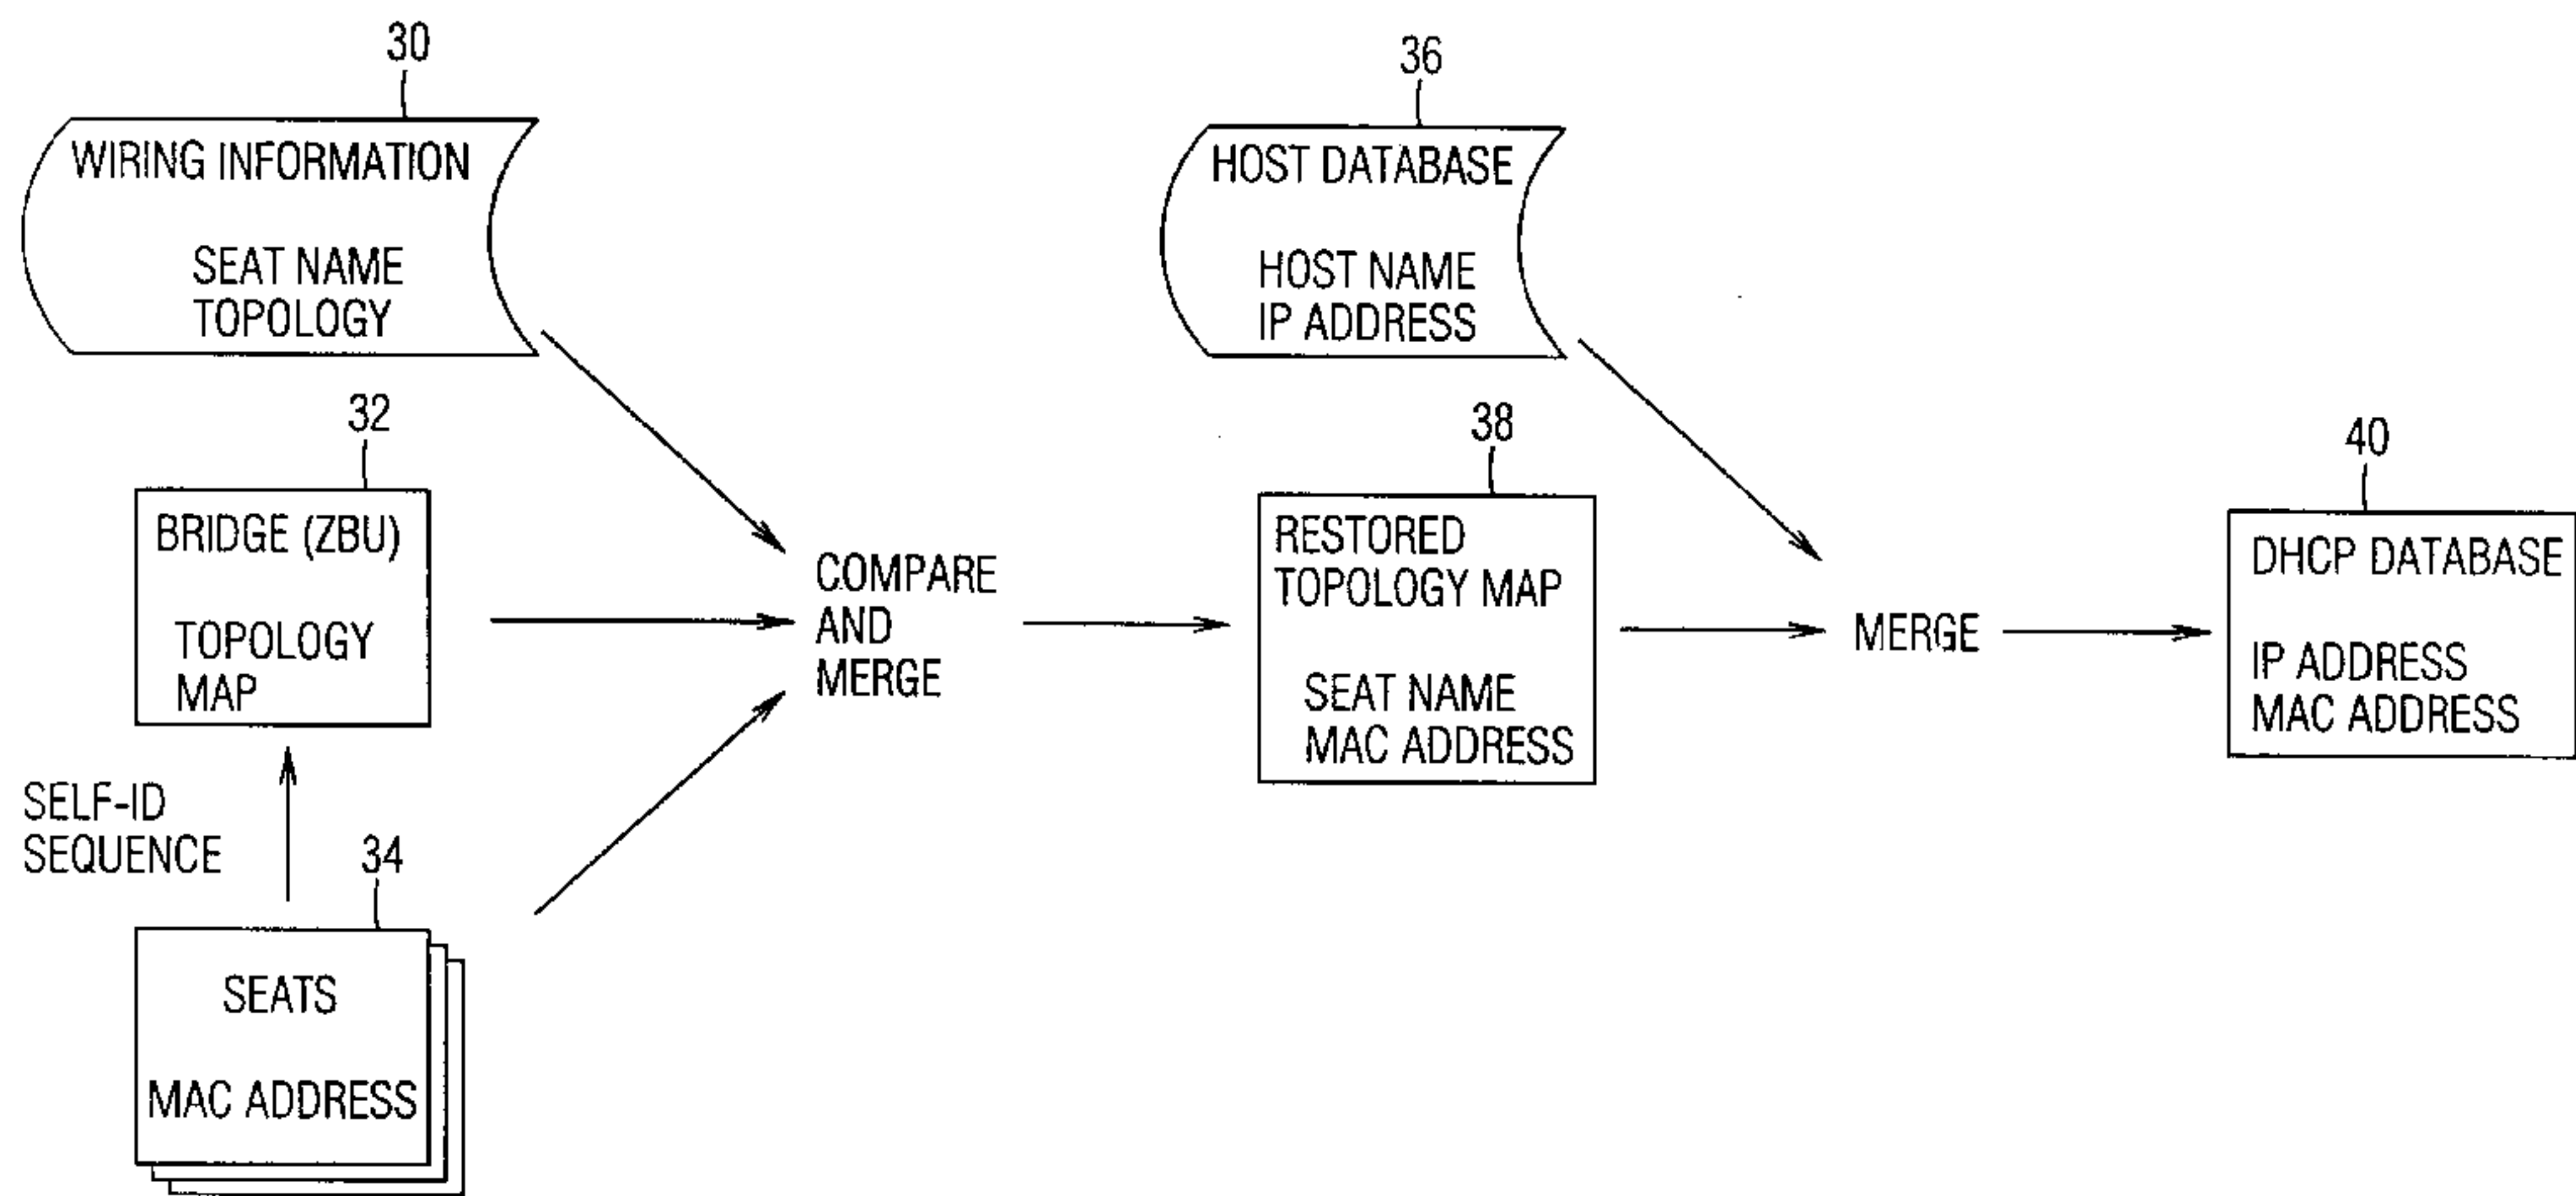 30
WIRING INFORMATION
SEAT NAME
TOPOLOGY
32
BRIDGE (ZBU)
TOPOLOGY
MAP
SELF-ID
SEQUENCE
34
SEATS
MAC ADDRESS
COMPARE
AND
MERGE
36
HOST DATABASE
HOST NAME
IP ADDRESS
38
RESTORED
TOPOLOGY MAP
SEAT NAME
MAC ADDRESS
MERGE
40
DHCP DATABASE
IP ADDRESS
MAC ADDRESS